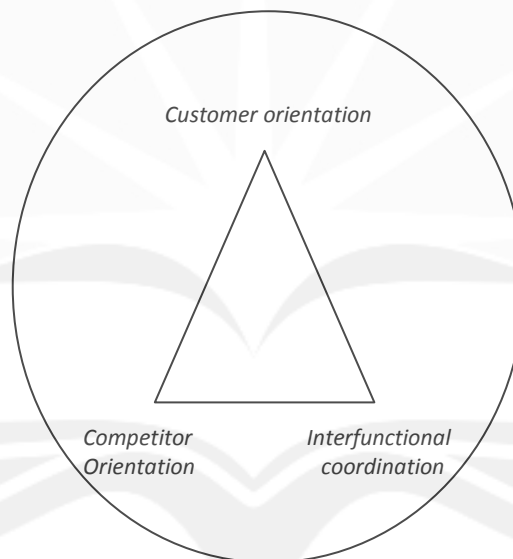 Customer orientation
Competitor
Orientation
Interfunctional
coordination